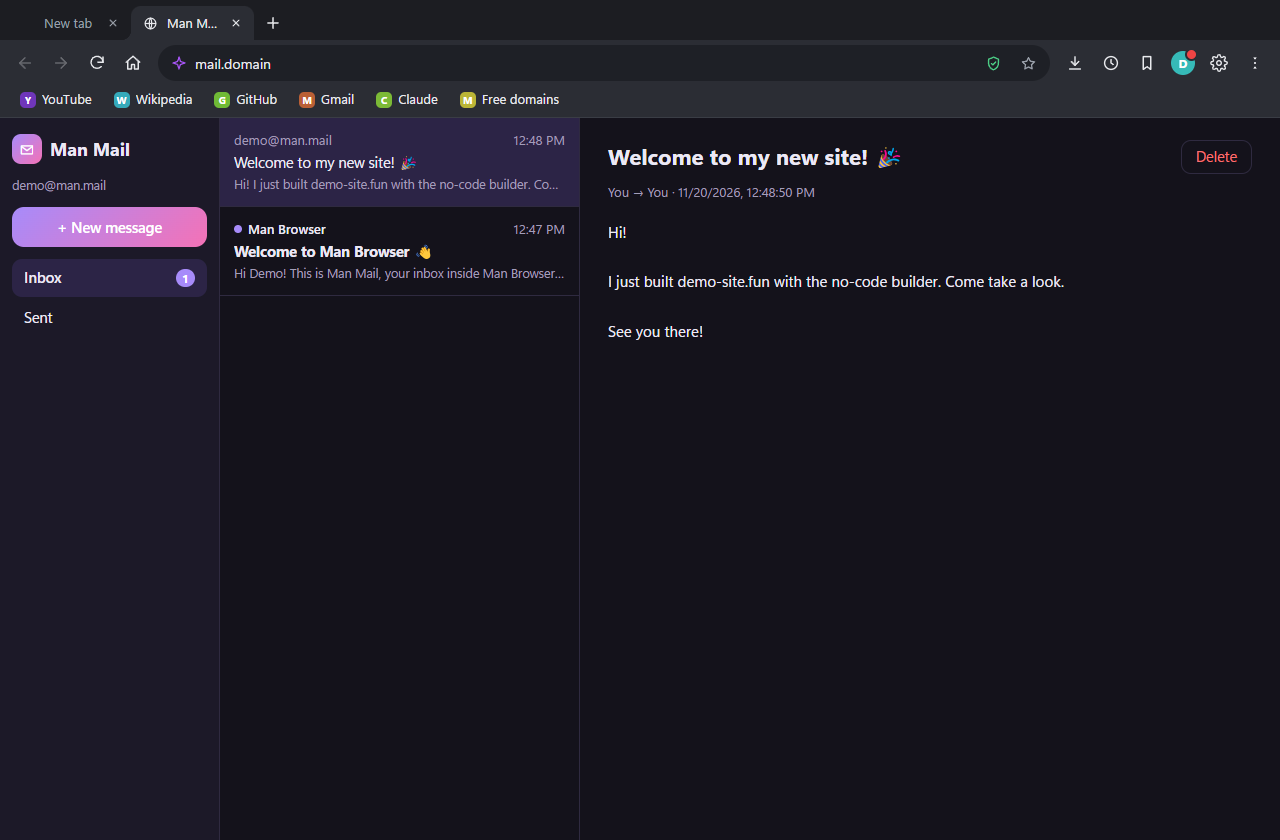 New tab
Man M...
mail.domain
D
Y YouTube
W Wikipedia
G GitHub
M Gmail
C Claude
M Free domains
Man Mail
demo@man.mail
+ New message
Inbox 1
Sent
demo@man.mail 12:48 PM
Welcome to my new site! 🎉
Hi! I just built demo-site.fun with the no-code builder. Co...
Man Browser 12:47 PM
Welcome to Man Browser 👋
Hi Demo! This is Man Mail, your inbox inside Man Browser...
Welcome to my new site! 🎉
Delete
You → You · 11/20/2026, 12:48:50 PM
Hi!
I just built demo-site.fun with the no-code builder. Come take a look.
See you there!